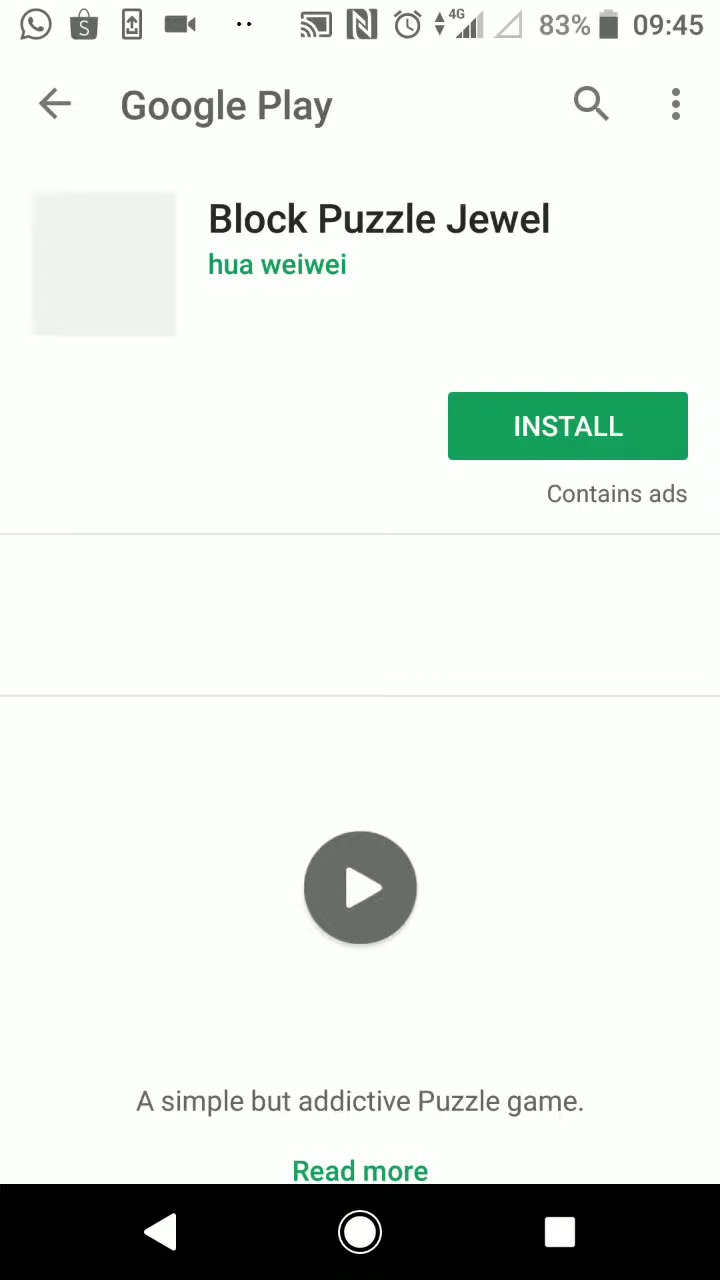 4G 83% 09:45
Google Play
Block Puzzle Jewel
hua weiwei
INSTALL
Contains ads
A simple but addictive Puzzle game.
Read more